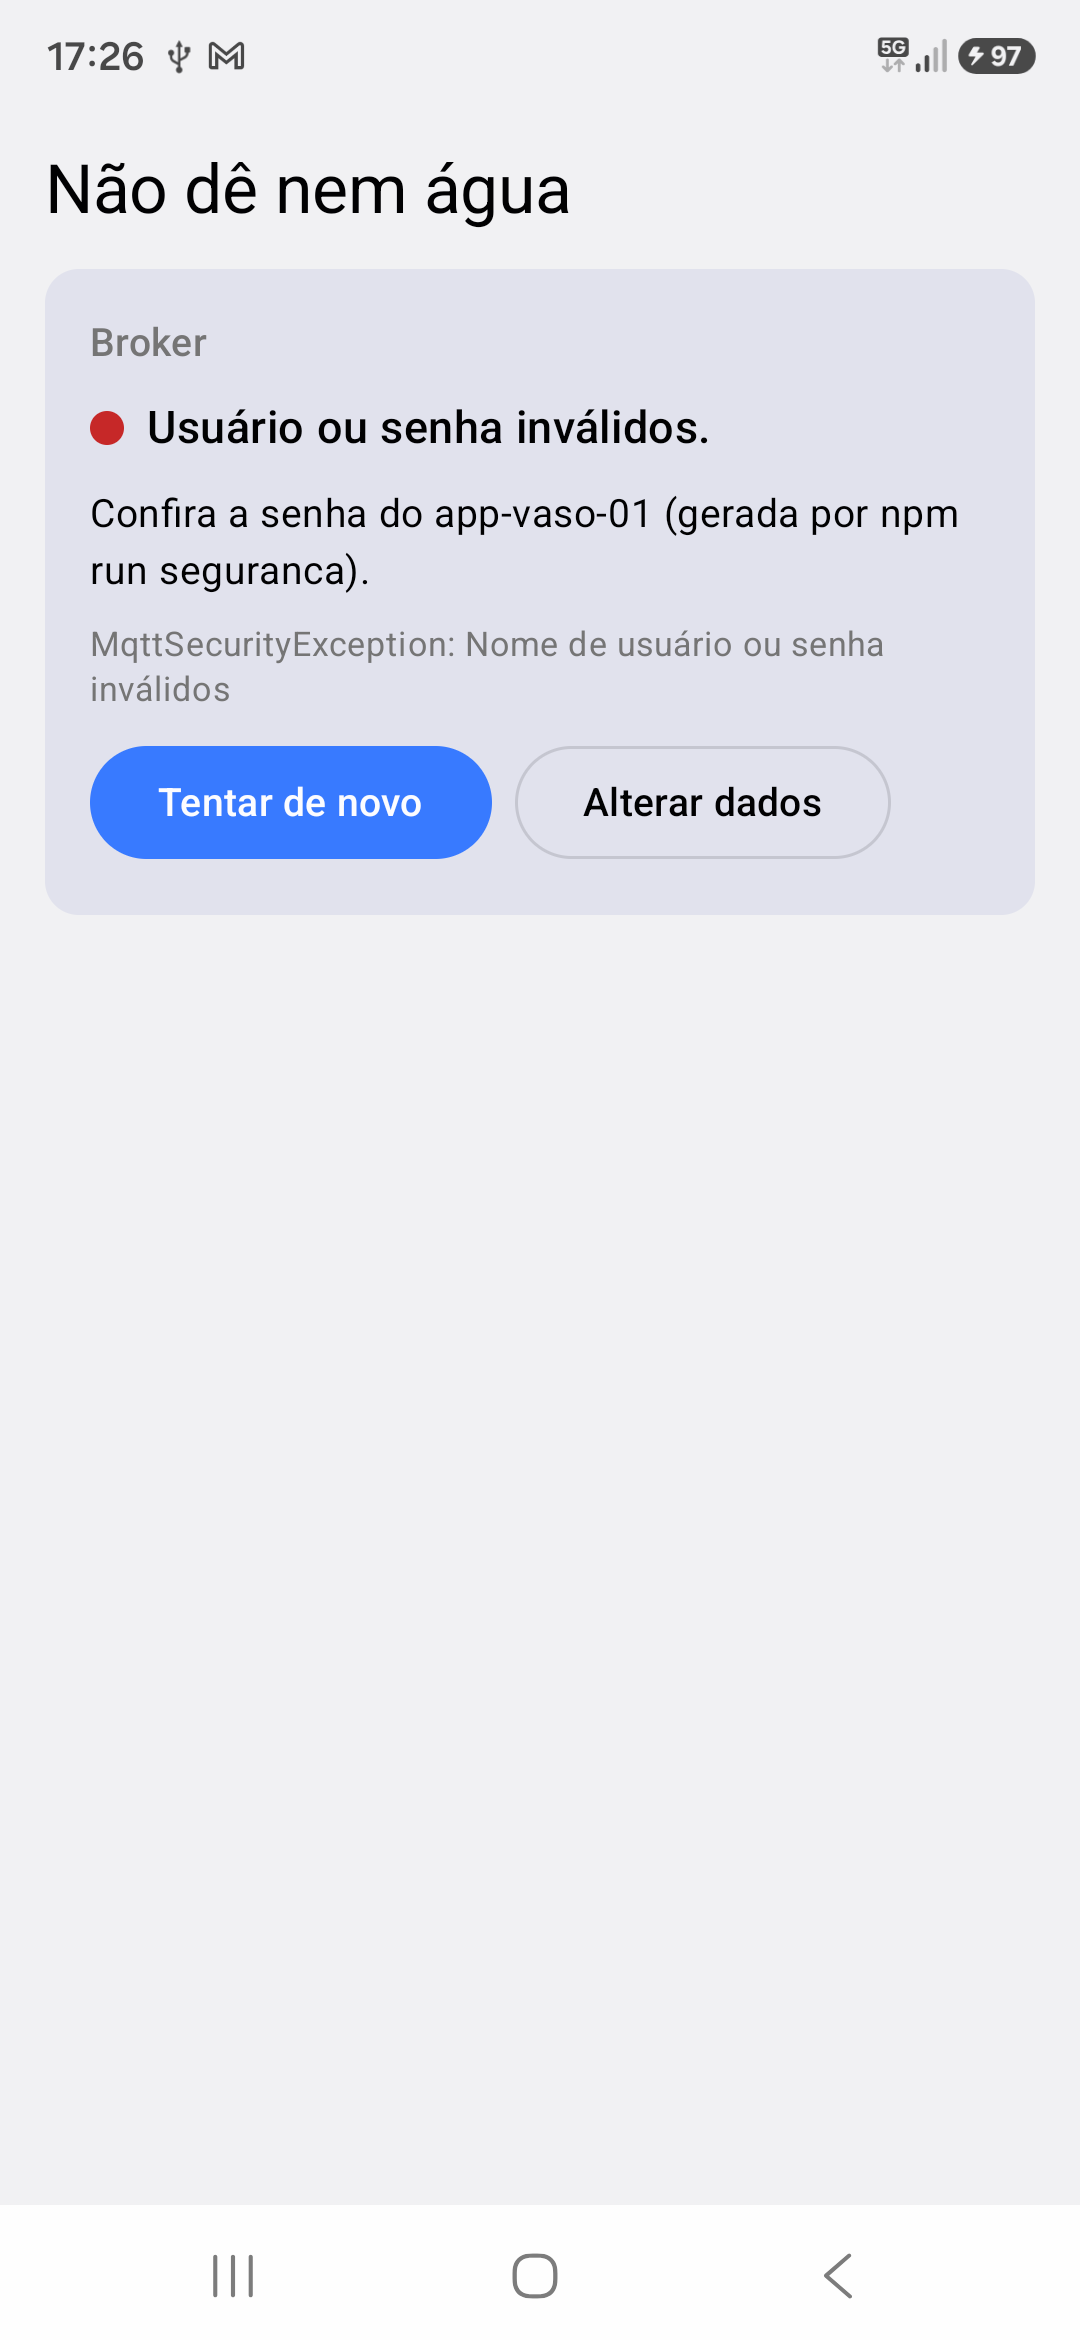 17:26
5G
97
Não dê nem água
Broker
Usuário ou senha inválidos.
Confira a senha do app-vaso-01 (gerada por npm
run seguranca).
MqttSecurityException: Nome de usuário ou senha
inválidos
Tentar de novo
Alterar dados